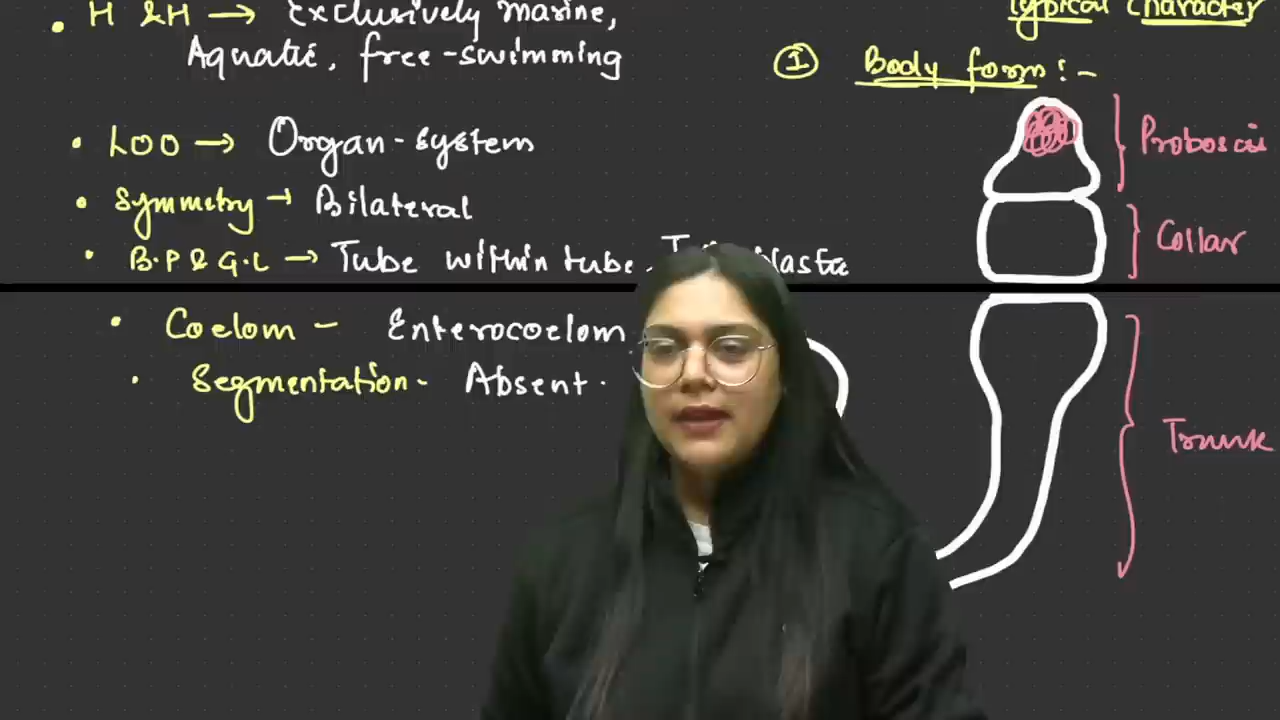 • H & H → Exclusively marine,
Aquatic, free-swimming
• LOO → Organ-system
• Symmetry → Bilateral
• B.P & G.L → Tube within tube,
• Coelom - Enterocoelom
• Segmentation - Absent.
Typical Character
① Body form :-
Proboscis
Collar
Trunk